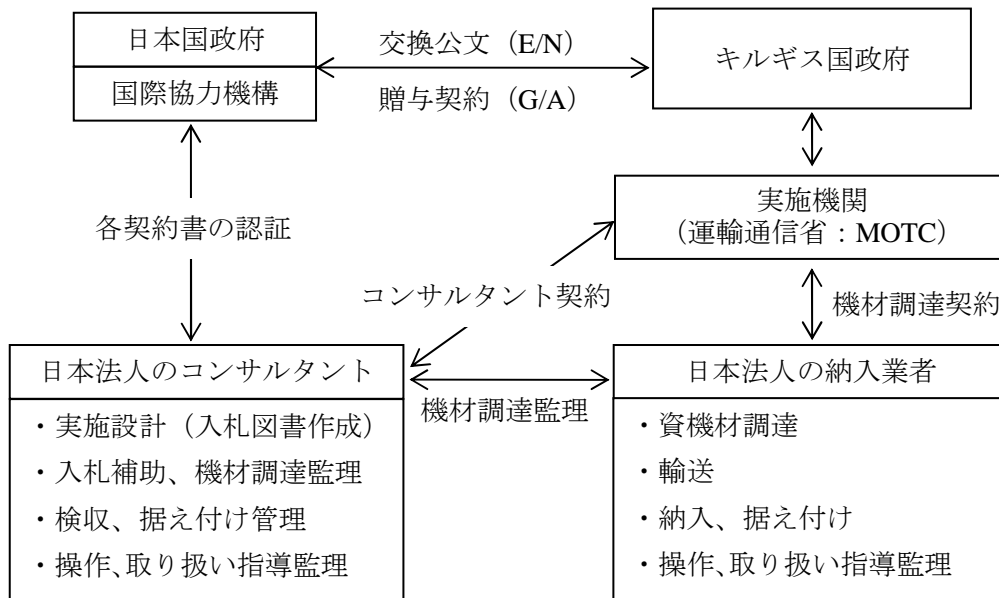 日本国政府
国際協力機構
交換公文（E/N）
贈与契約（G/A）
キルギス国政府
実施機関
（運輸通信省：MOTC）
各契約書の認証
コンサルタント契約
機材調達契約
日本法人のコンサルタント
・実施設計（入札図書作成）
・入札補助、機材調達監理
・検収、据え付け管理
・操作、取り扱い指導監理
機材調達監理
日本法人の納入業者
・資機材調達
・輸送
・納入、据え付け
・操作、取り扱い指導監理